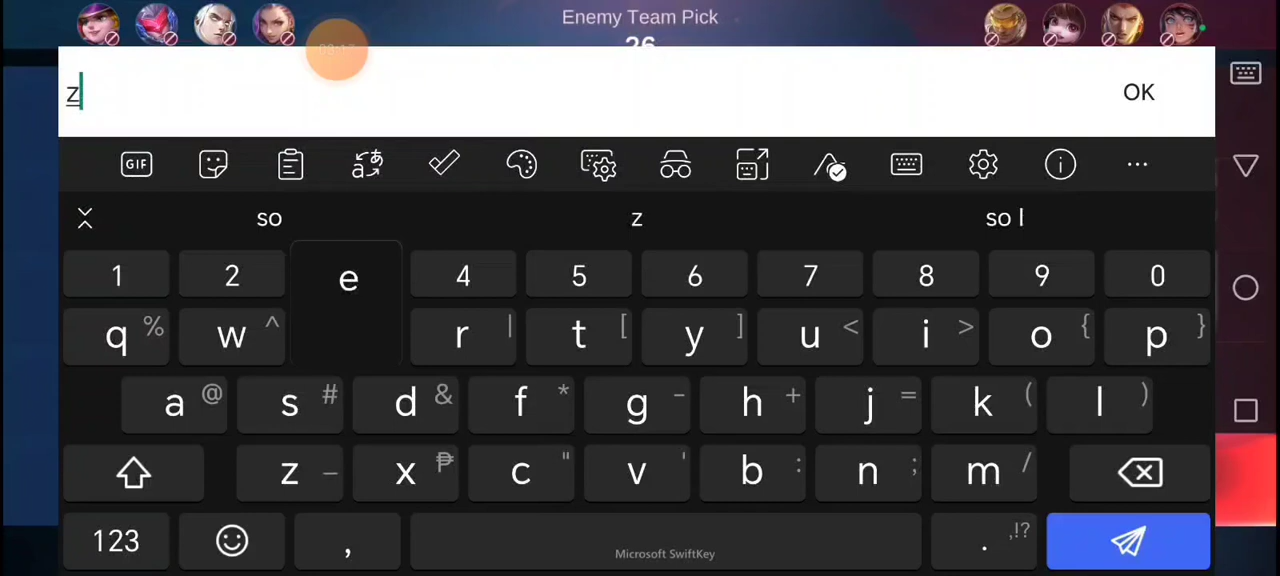 Enemy Team Pick
26
z
OK
GIF
so
z
so I
1 2 e 4 5 6 7 8 9 0
q % w ^ r | t [ y ] u < i > o { p }
a @ s # d & f * g - h + j = k ( l )
z _ x ₱ c " v ' b : n ; m /
123 , Microsoft SwiftKey . ,!?